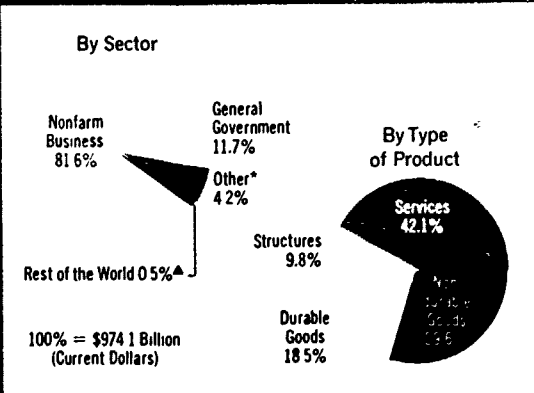 By Sector
Nonfarm
Business
81 6%
General
Government
11.7%
Other*
4 2%
Rest of the World 0 5%▲
100% = $974 1 Billion
(Current Dollars)
By Type
of Product
Services
42.1%
Structures
9.8%
Durable
Goods
18 5%
Non
Goods